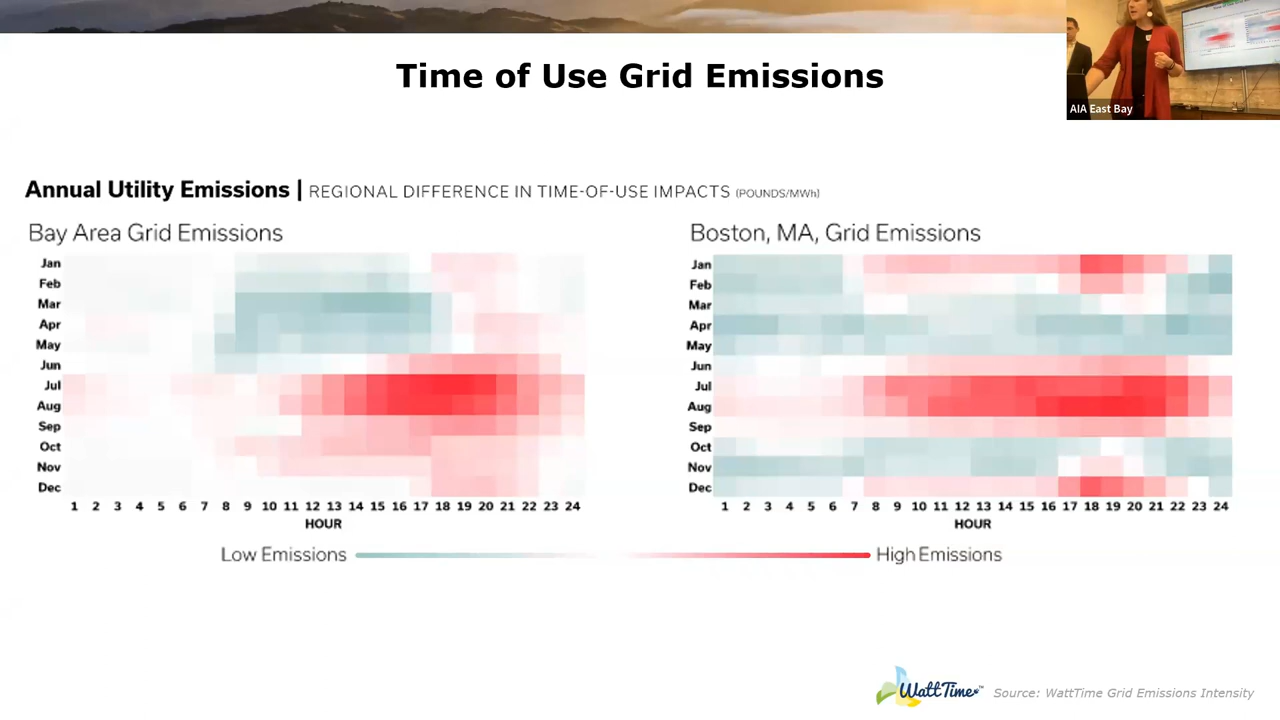 Time of Use Grid Emissions
AIA East Bay
Annual Utility Emissions | REGIONAL DIFFERENCE IN TIME-OF-USE IMPACTS (POUNDS/MWh)
Bay Area Grid Emissions
Jan
Feb
Mar
Apr
May
Jun
Jul
Aug
Sep
Oct
Nov
Dec
1 2 3 4 5 6 7 8 9 10 11 12 13 14 15 16 17 18 19 20 21 22 23 24
HOUR
Boston, MA, Grid Emissions
Jan
Feb
Mar
Apr
May
Jun
Jul
Aug
Sep
Oct
Nov
Dec
1 2 3 4 5 6 7 8 9 10 11 12 13 14 15 16 17 18 19 20 21 22 23 24
HOUR
Low Emissions
High Emissions
WattTime™
Source: WattTime Grid Emissions Intensity